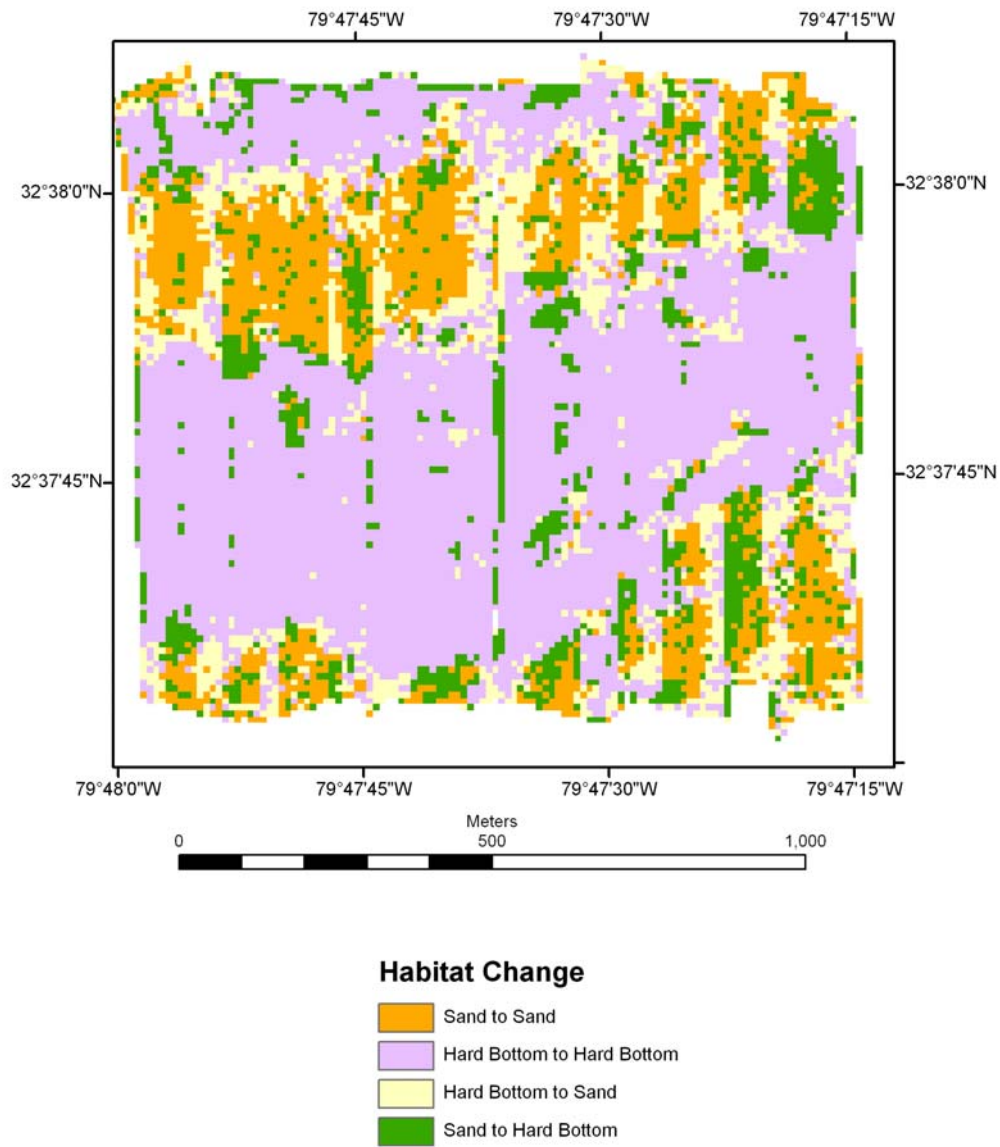 79°47'45"W 79°47'30"W 79°47'15"W
32°38'0"N 32°38'0"N
32°37'45"N 32°37'45"N
79°48'0"W 79°47'45"W 79°47'30"W 79°47'15"W
Meters
0 500 1,000
Habitat Change
Sand to Sand
Hard Bottom to Hard Bottom
Hard Bottom to Sand
Sand to Hard Bottom